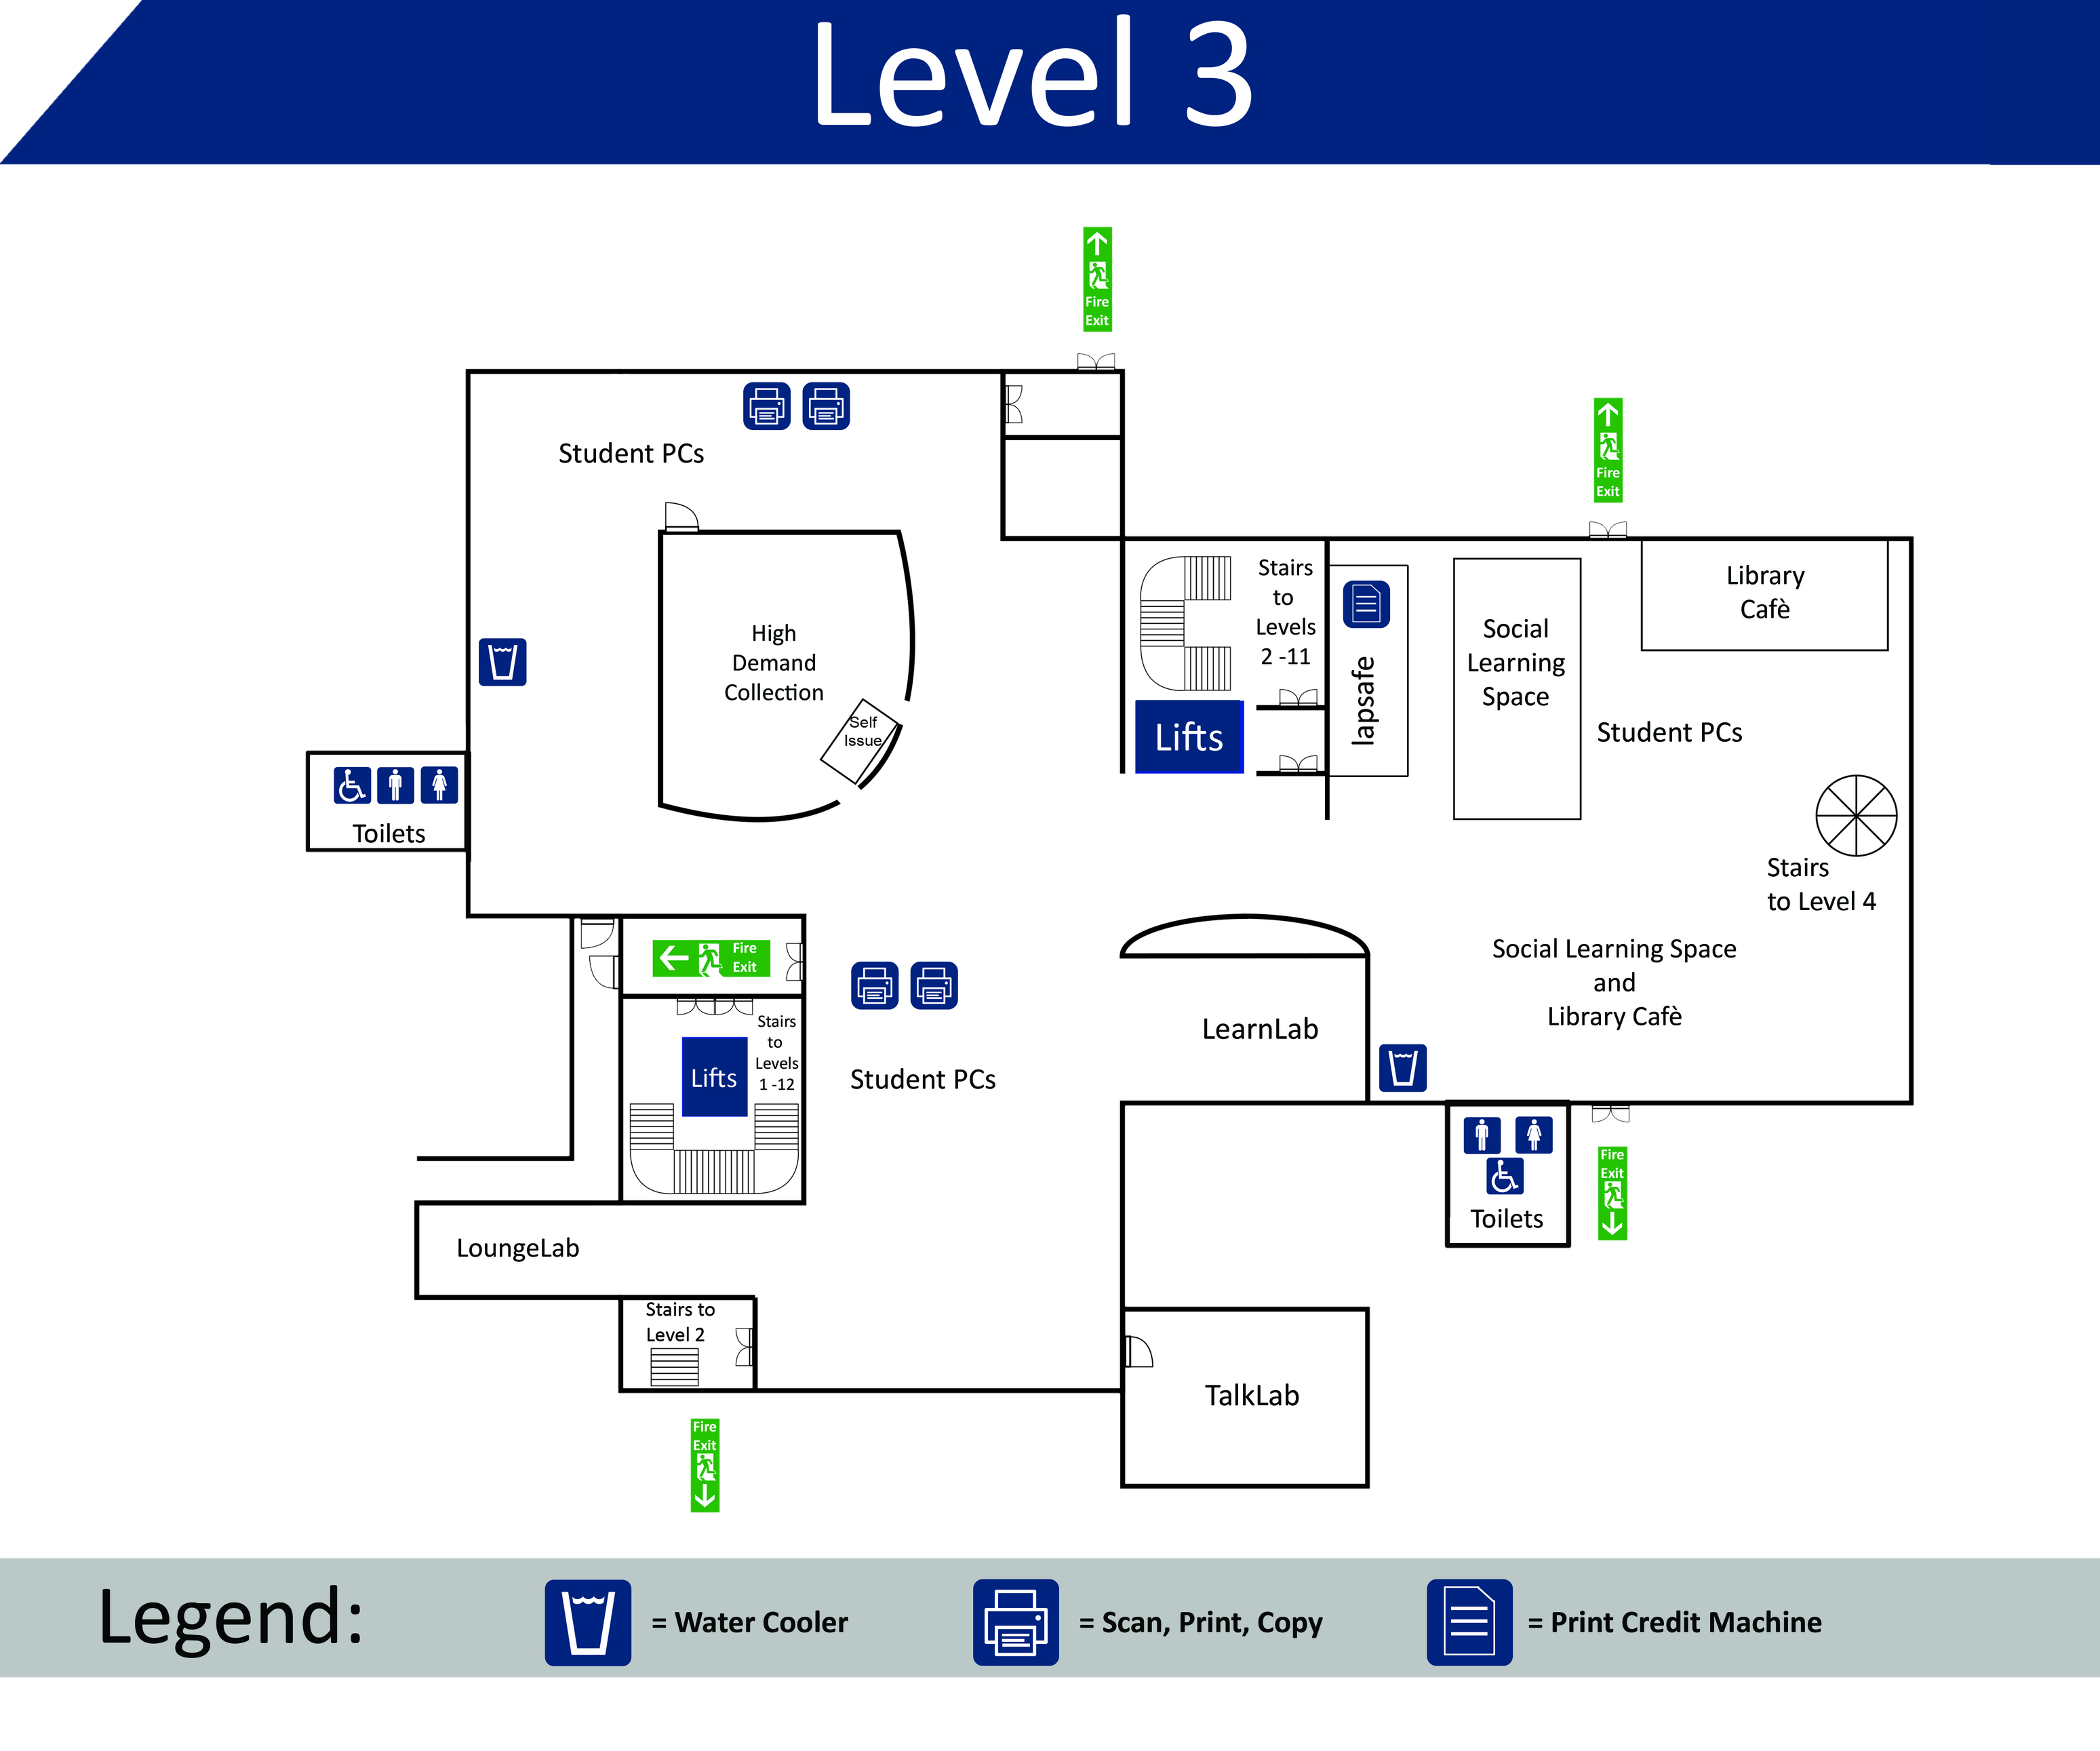 Level 3
Fire
Exit
Fire
Exit
Student PCs
Stairs
to
Levels
2 -11
Library
Cafè
High
Demand
Collection
Social
Learning
Space
lapsafe
Self
Issue
Lifts
Student PCs
Toilets
Stairs
to Level 4
Fire
Exit
Social Learning Space
and
Library Cafè
Stairs
to
Levels
1 -12
Lifts
LearnLab
Student PCs
Fire
Exit
Toilets
LoungeLab
Stairs to
Level 2
TalkLab
Fire
Exit
Legend:
= Water Cooler
= Scan, Print, Copy
= Print Credit Machine